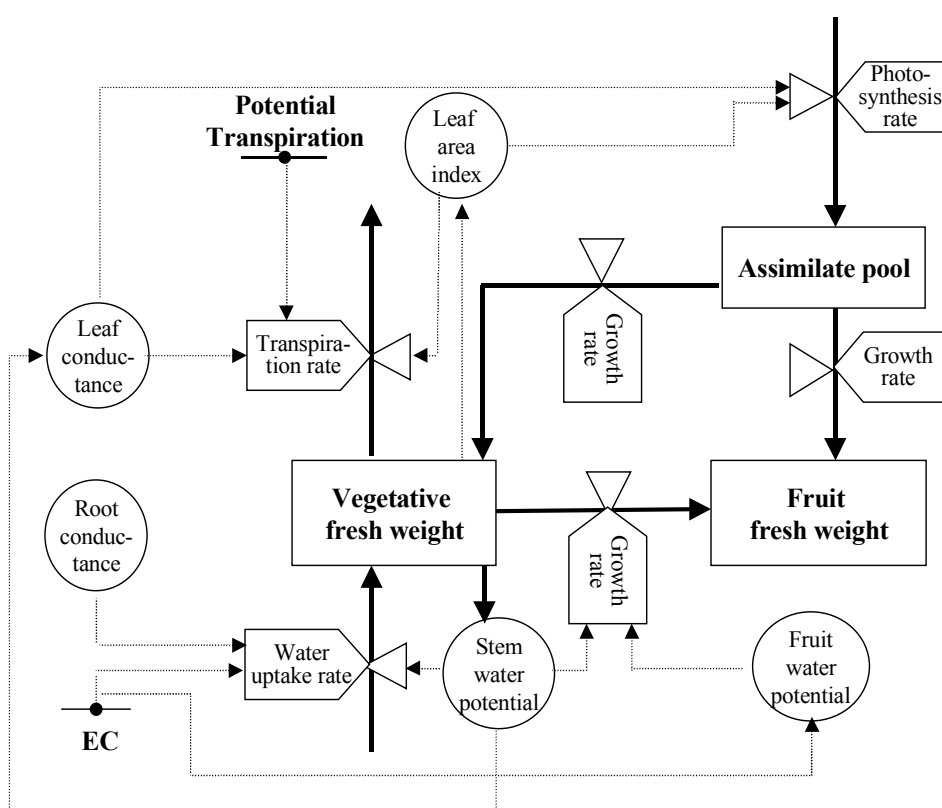 Photo-
synthesis
rate
Potential
Transpiration
Leaf
area
index
Assimilate pool
Leaf
conduc-
tance
Transpira-
tion rate
Growth
rate
Growth
rate
Root
conduc-
tance
Vegetative
fresh weight
Growth
rate
Fruit
fresh weight
Water
uptake rate
Stem
water
potential
Fruit
water
potential
EC